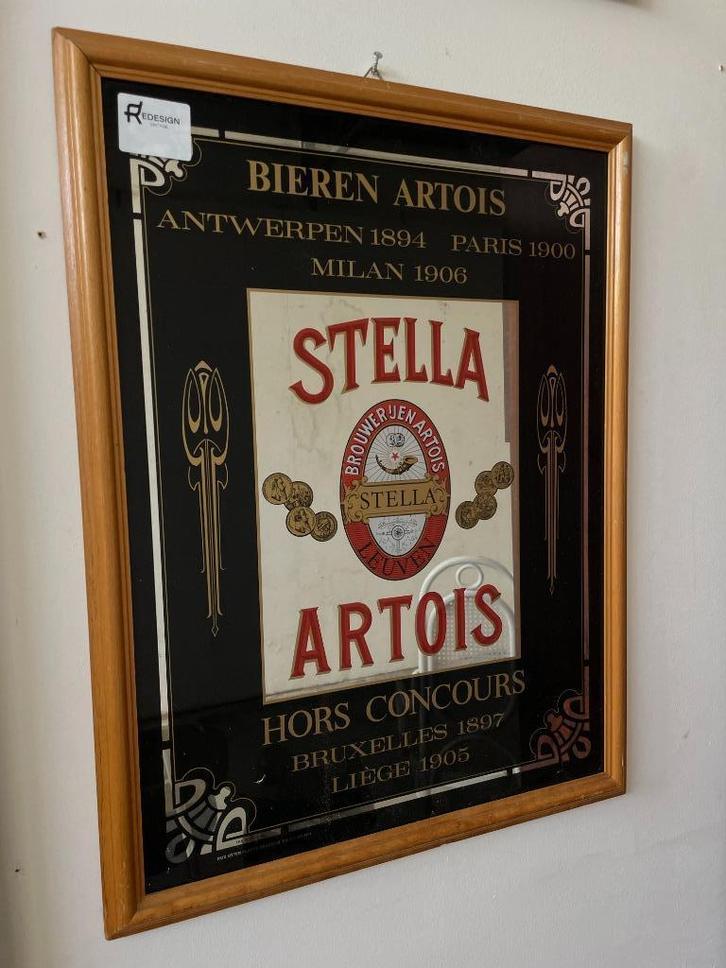 REDESIGN
BIEREN ARTOIS
ANTWERPEN 1894 PARIS 1900
MILAN 1906
STELLA
BROUWERIJEN ARTOIS
STELLA
LEUVEN
ARTOIS
HORS CONCOURS
BRUXELLES 1897
LIÈGE 1905